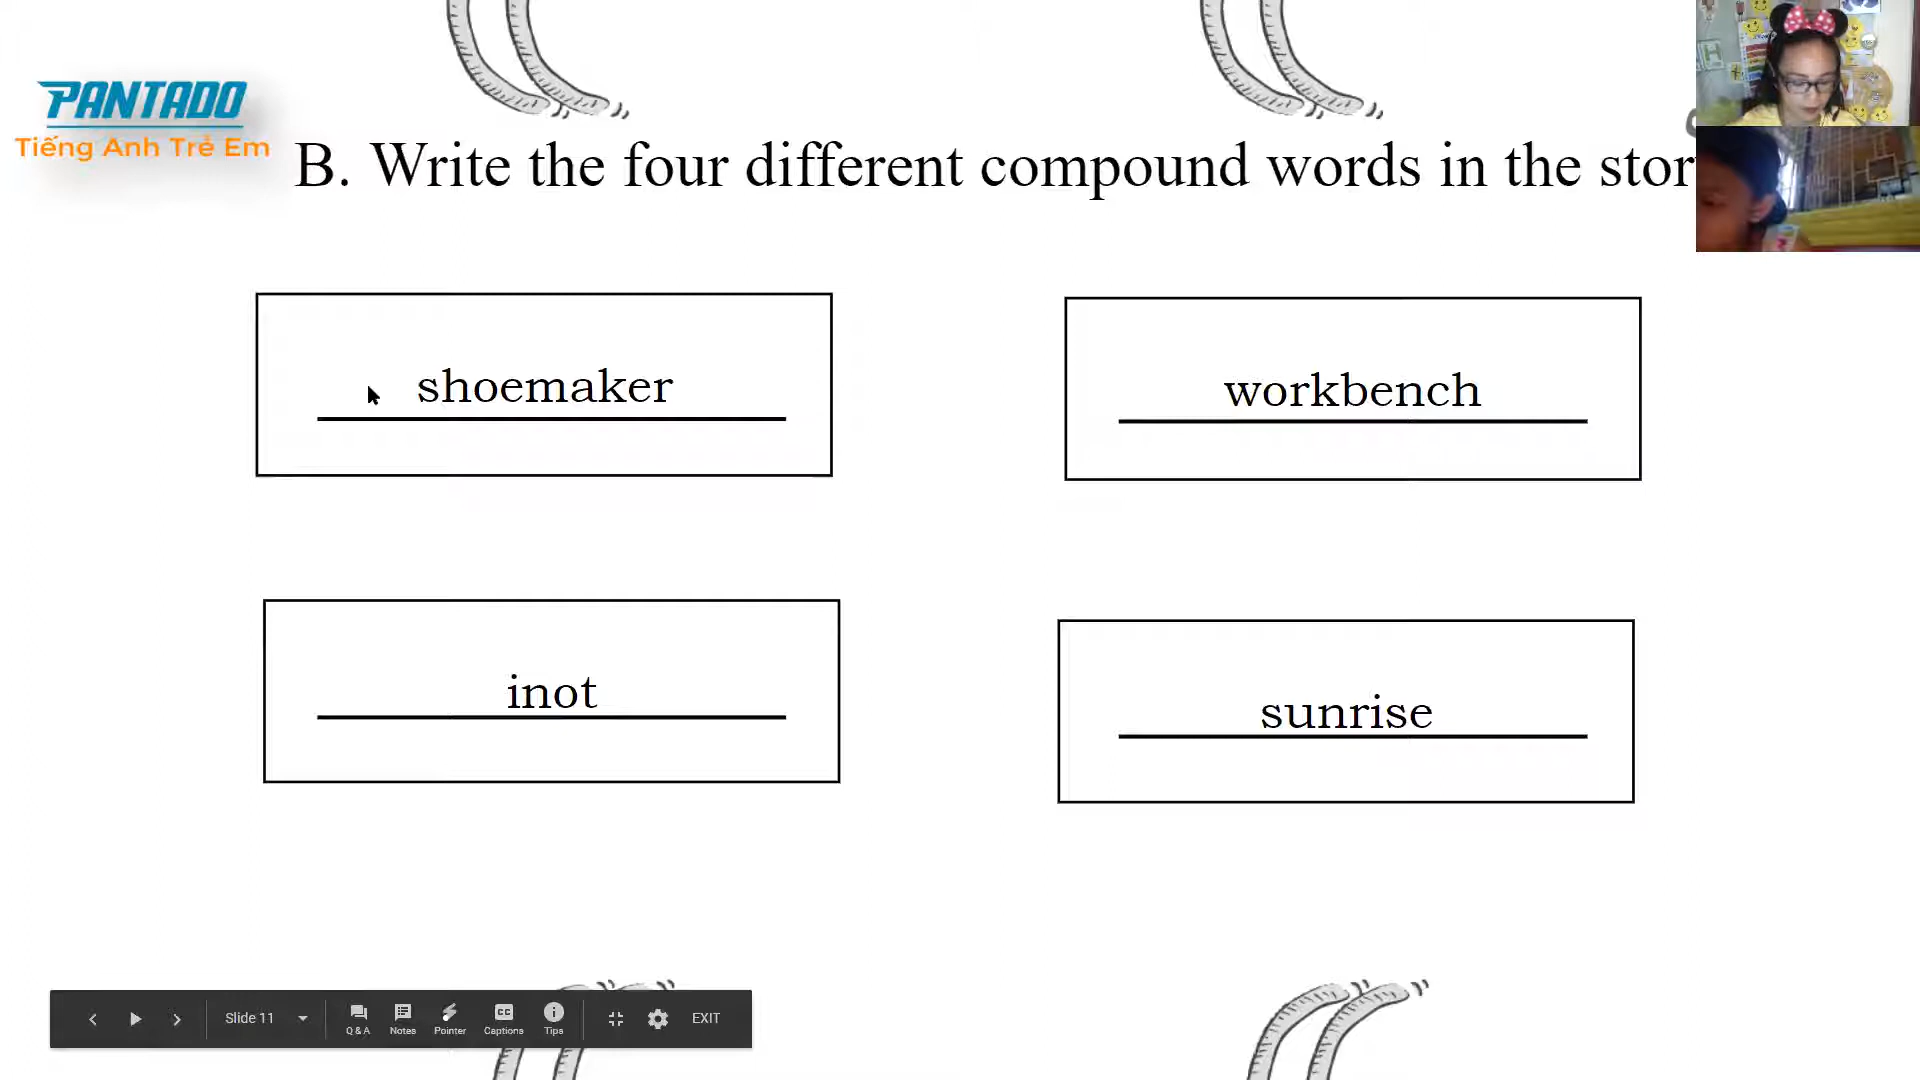 PANTADO
Tiếng Anh Trẻ Em
B. Write the four different compound words in the stor
shoemaker
workbench
inot
sunrise
Slide 11
Q & A
Notes
Pointer
CC
Captions
Tips
EXIT